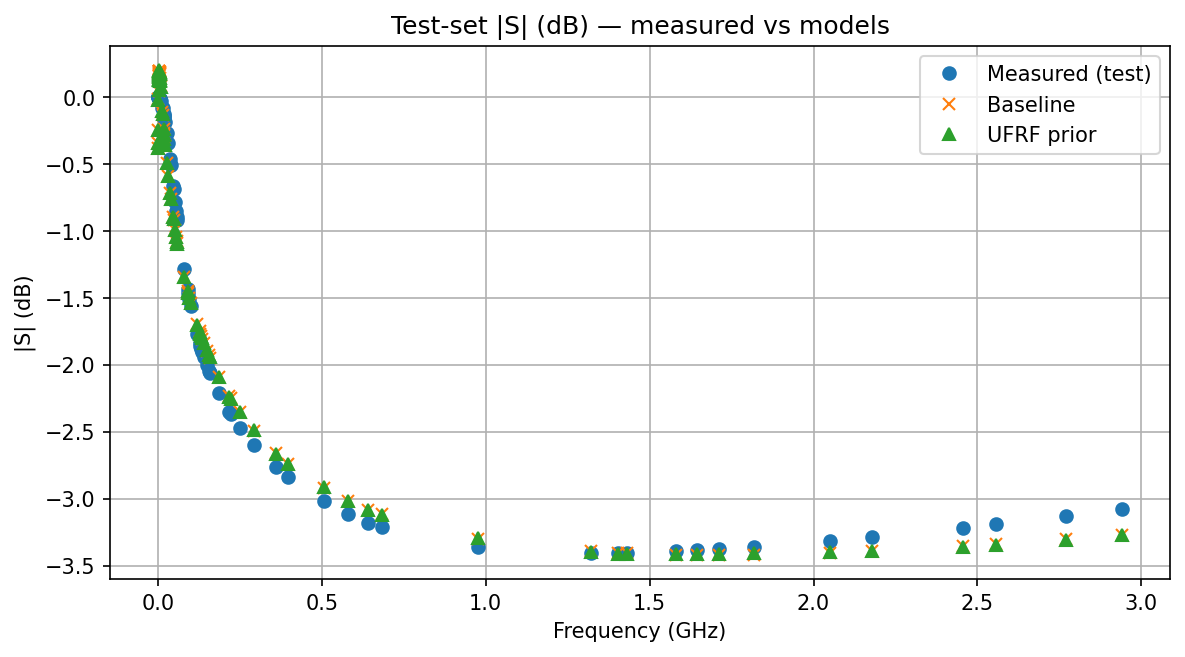 Test-set |S| (dB) — measured vs models
Measured (test)
Baseline
UFRF prior
|S| (dB)
0.0
−0.5
−1.0
−1.5
−2.0
−2.5
−3.0
−3.5
0.0 0.5 1.0 1.5 2.0 2.5 3.0
Frequency (GHz)